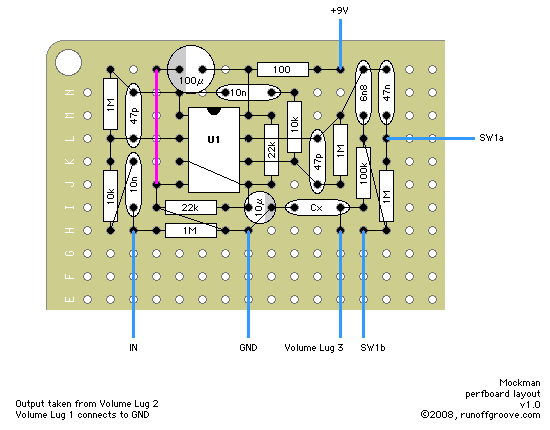 +9V
100µ
100
10n
6n8
47n
N
1M
47p
10k
M
U1
L
22k
47p
1M
SW1a
K
100k
J
10k
10n
1M
I
22k
10µ
Cx
H
1M
G
F
E
IN
GND
Volume Lug 3
SW1b
Mockman
perfboard layout
v1.0
©2008, runoffgroove.com
Output taken from Volume Lug 2
Volume Lug 1 connects to GND